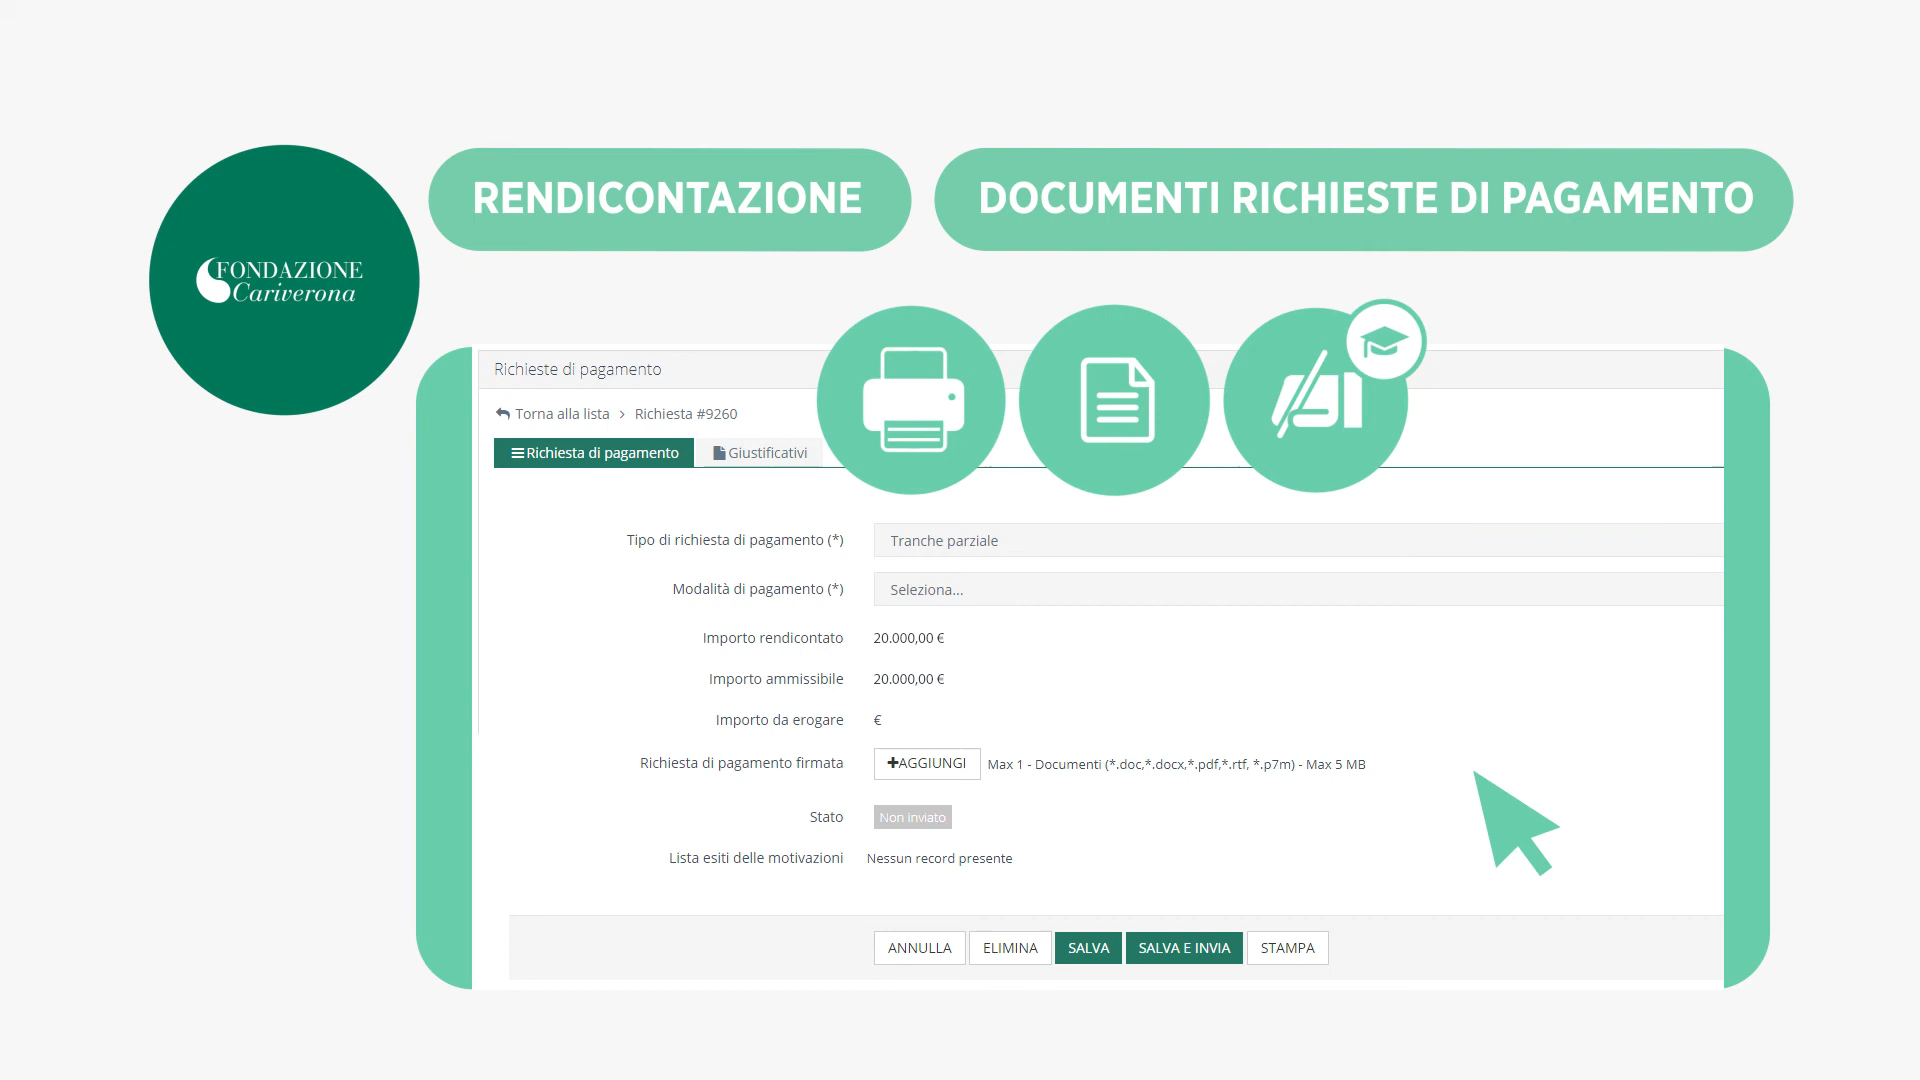 RENDICONTAZIONE
DOCUMENTI RICHIESTE DI PAGAMENTO
FONDAZIONE
Cariverona
Richieste di pagamento
Torna alla lista > Richiesta #9260
Richiesta di pagamento
Giustificativi
Tipo di richiesta di pagamento (*) Tranche parziale
Modalità di pagamento (*) Seleziona...
Importo rendicontato 20.000,00 €
Importo ammissibile 20.000,00 €
Importo da erogare €
Richiesta di pagamento firmata +AGGIUNGI Max 1 - Documenti (*.doc,*.docx,*.pdf,*.rtf, *.p7m) - Max 5 MB
Stato Non inviato
Lista esiti delle motivazioni Nessun record presente
ANNULLA ELIMINA SALVA SALVA E INVIA STAMPA